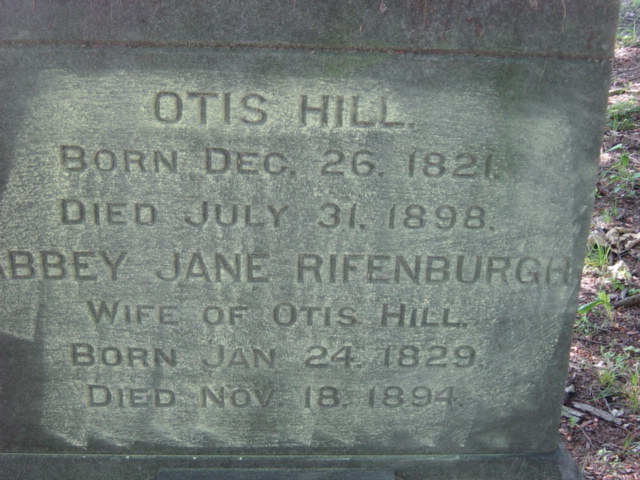 OTIS HILL.
BORN DEC. 26, 1821.
DIED JULY 31, 1898.
ABBEY JANE RIFENBURGH
WIFE OF OTIS HILL.
BORN JAN 24, 1829.
DIED NOV. 18, 1894.